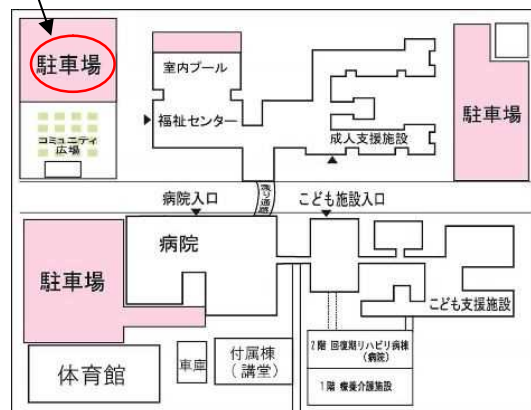 駐車場
室内プール
福祉センター
成人支援施設
駐車場
コミュニティ
広場
病院入口
渡り通路
こども施設入口
病院
駐車場
こども支援施設
体育館
車庫
付属棟
(講堂)
2階 回復期リハビリ病棟
(病院)
1階 療養介護施設